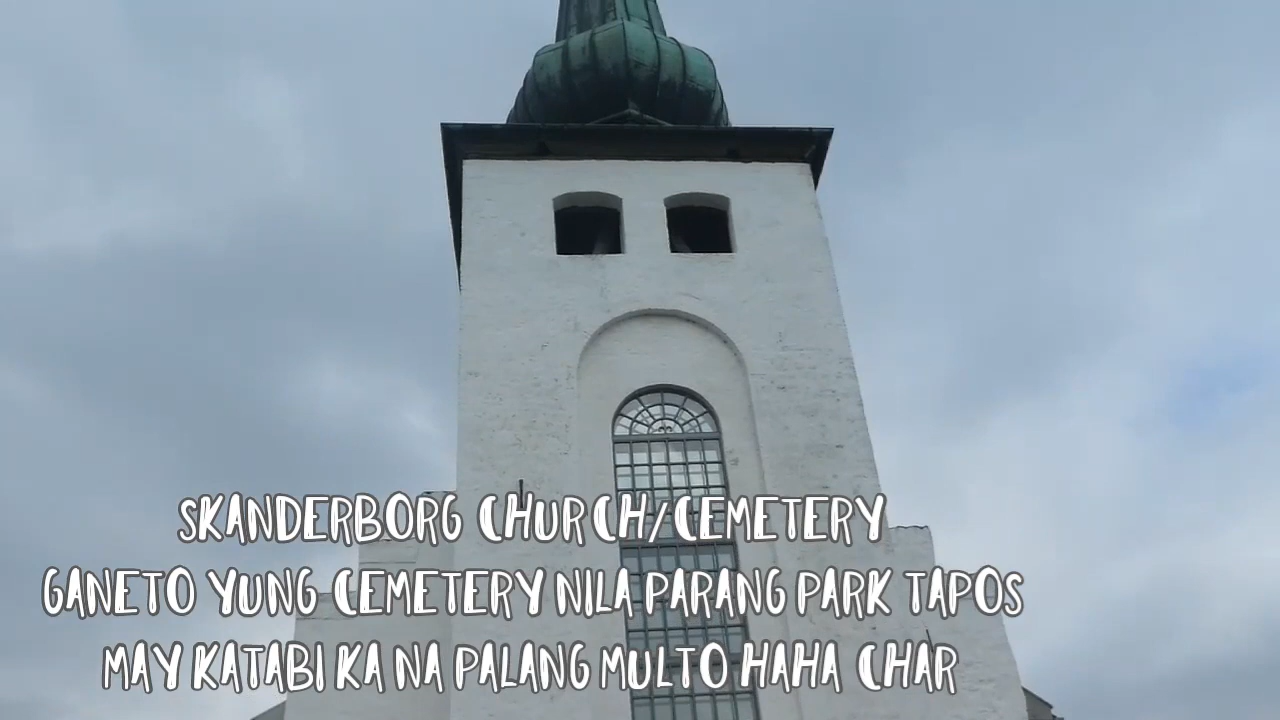 SKANDERBORG CHURCH/CEMETERY
GANETO YUNG CEMETERY NILA PARANG PARK TAPOS
MAY KATABI KA NA PALANG MULTO HAHA CHAR